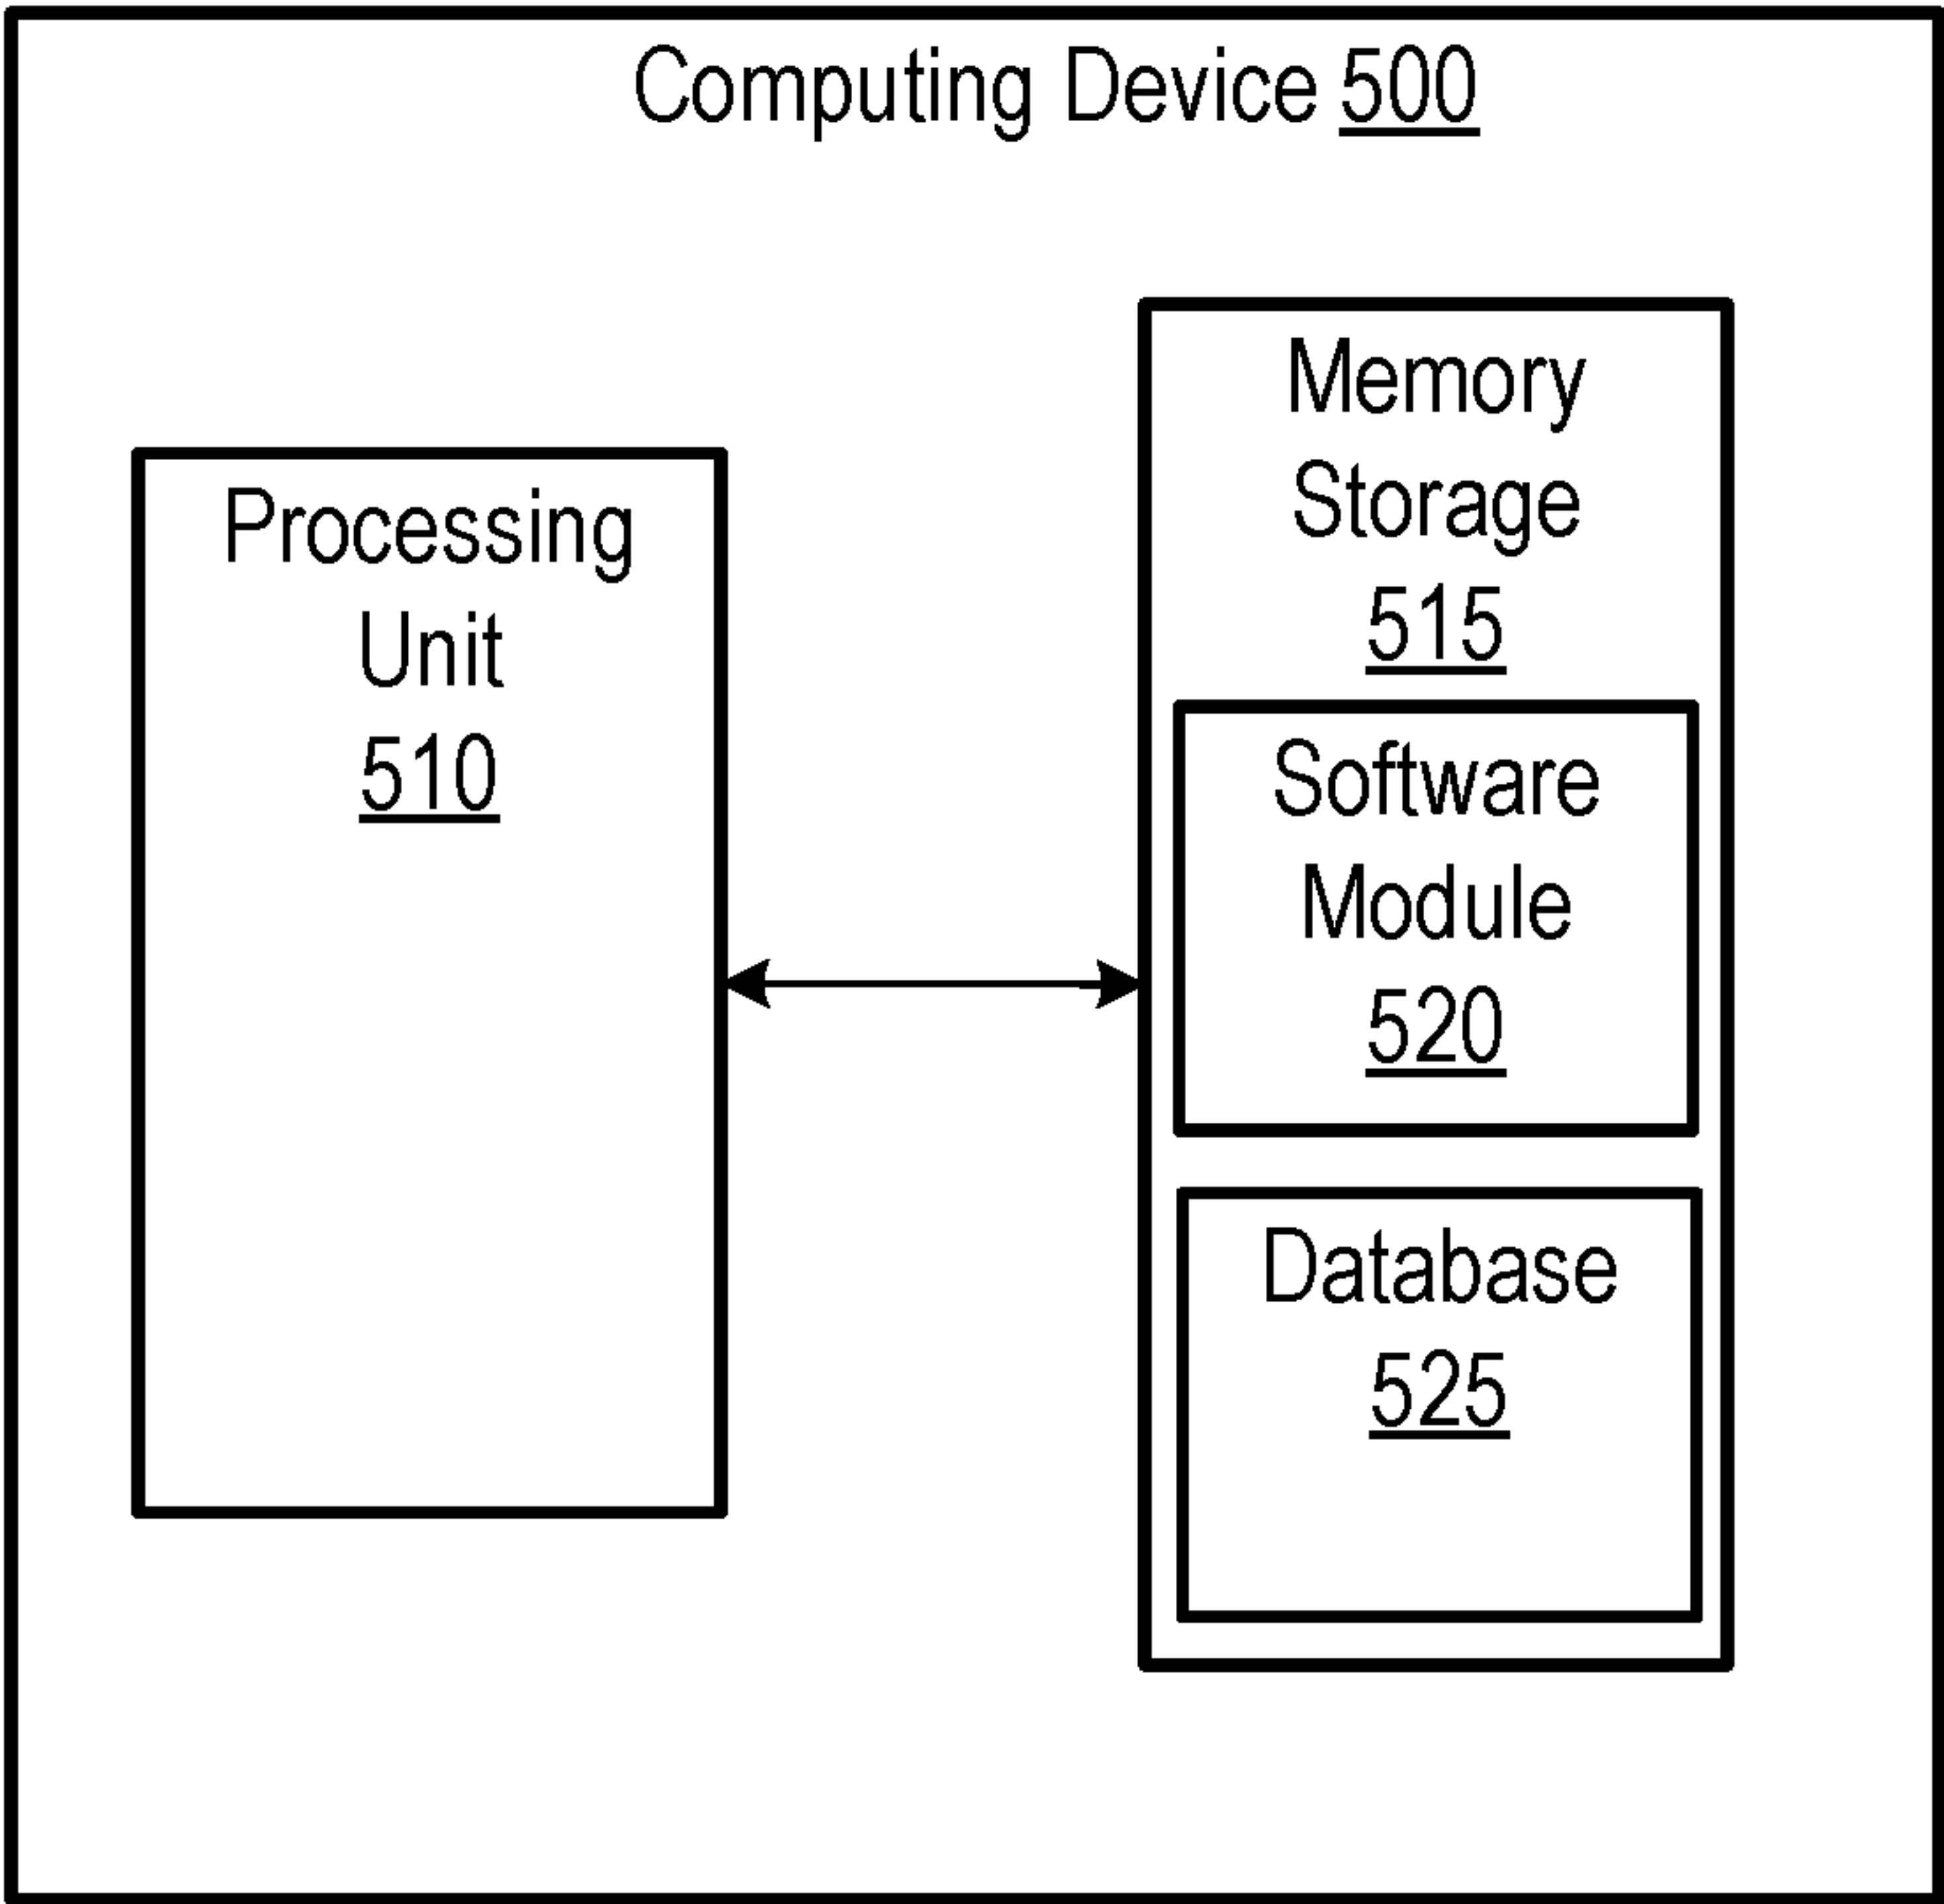 Computing Device 500
Processing
Unit
510
Memory
Storage
515
Software
Module
520
Database
525